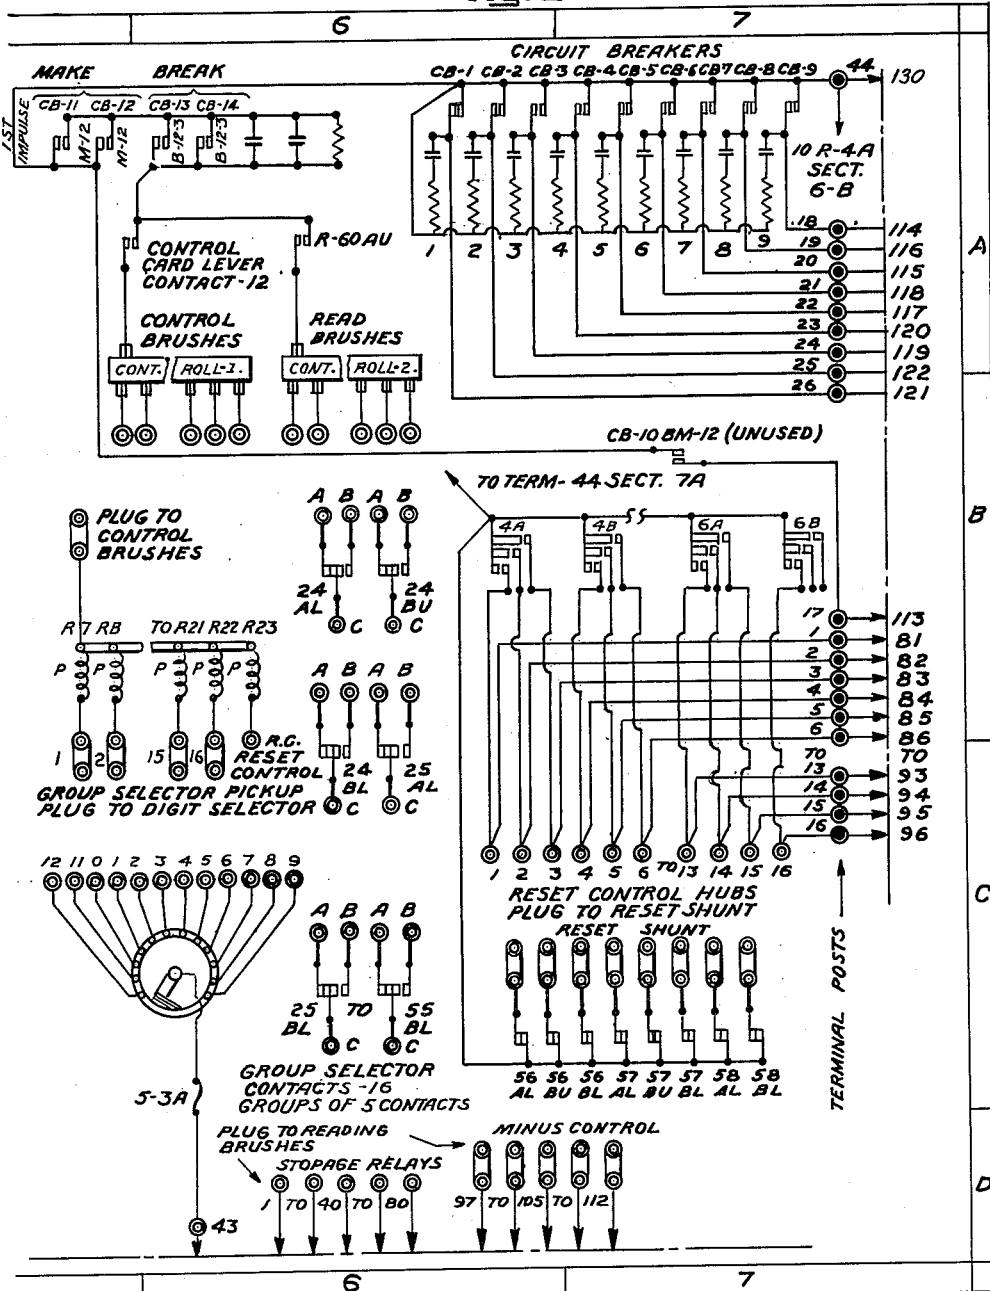 6 7
CIRCUIT BREAKERS
MAKE BREAK
CB-1 CB-2 CB-3 CB-4 CB-5 CB-6 CB7 CB-8 CB-9
44 130
CB-11 CB-12 CB-13 CB-14
1ST IMPULSE
M-12 M-12 B-12-3 B-12-3
10 R-4A
SECT.
6-B
A
R-60AU
1 2 3 4 5 6 7 8 9
CONTROL
CARD LEVER
CONTACT-12
18 114
19 116
20 115
21 118
22 117
23 120
24 119
25 122
26 121
CONTROL
BRUSHES
READ
BRUSHES
CONT. ROLL-1. CONT. ROLL-2.
CB-10 BM-12 (UNUSED)
TO TERM-44 SECT. 7A
B
PLUG TO
CONTROL
BRUSHES
A B A B
24
AL
24
BU
C C
4A 4B 6A 6B
17 113
1 81
2 82
3 83
4 84
5 85
6 86
TO TO
13 93
14 94
15 95
16 96
R7 R8 TO R21 R22 R23
P P P P P
A B A B
1 2 15 16
R.C.
RESET
CONTROL
24
BL
25
AL
C C
GROUP SELECTOR PICKUP
PLUG TO DIGIT SELECTOR
1 2 3 4 5 6 TO 13 14 15 16
RESET CONTROL HUBS
PLUG TO RESET SHUNT
RESET SHUNT
C
12 11 0 1 2 3 4 5 6 7 8 9
A B A B
25
BL
TO
55
BL
C C
TERMINAL POSTS
56 56 56 57 57 57 58 58
AL BU BL AL BU BL AL BL
GROUP SELECTOR
CONTACTS-16
GROUPS OF 5 CONTACTS
5-3A
PLUG TO READING
BRUSHES
MINUS CONTROL
STOPAGE RELAYS
1 TO 40 TO 80
97 TO 105 TO 112
D
43
6 7